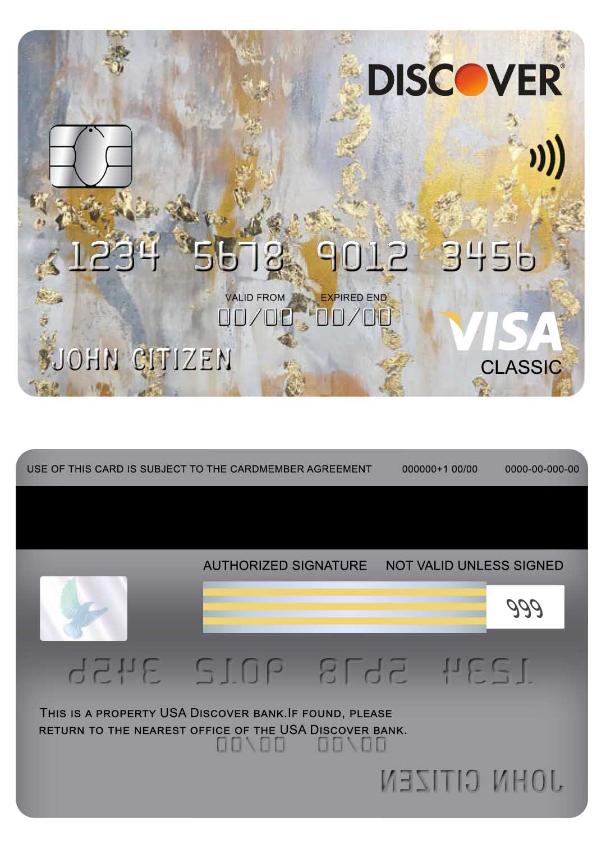 DISCOVER®
1234 5678 9012 3456
VALID FROM EXPIRED END
00/00 00/00
VISA
JOHN CITIZEN
CLASSIC
USE OF THIS CARD IS SUBJECT TO THE CARDMEMBER AGREEMENT 000000+1 00/00 0000-00-000-00
AUTHORIZED SIGNATURE NOT VALID UNLESS SIGNED
999
1234 5678 9012 3456
THIS IS A PROPERTY USA DISCOVER BANK.IF FOUND, PLEASE
RETURN TO THE NEAREST OFFICE OF THE USA DISCOVER BANK.
00/00 00/00
JOHN CITIZEN